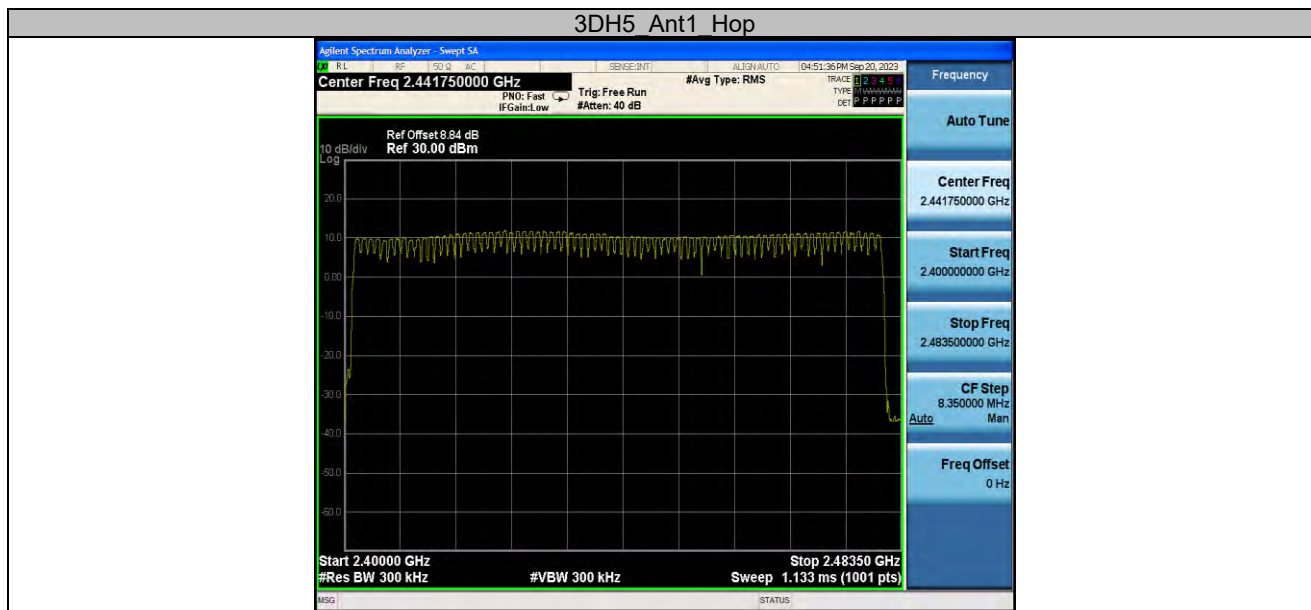 3DH5_Ant1_Hop
Agilent Spectrum Analyzer - Swept SA
RL RF 50 Ω AC SENSE:INT ALIGN AUTO 04:51:36 PM Sep 20, 2023
Center Freq 2.441750000 GHz
#Avg Type: RMS
TRACE 1 2 3 4 5 6
PNO: Fast
Trig: Free Run
TYPE
IFGain:Low
#Atten: 40 dB
DET P P P P P P
Ref Offset 8.84 dB
10 dB/div Ref 30.00 dBm
Log
20.0
10.0
0.00
-10.0
-20.0
-30.0
-40.0
-50.0
-60.0
Start 2.40000 GHz
Stop 2.48350 GHz
#Res BW 300 kHz
#VBW 300 kHz
Sweep 1.133 ms (1001 pts)
MSG
STATUS
Frequency
Auto Tune
Center Freq
2.441750000 GHz
Start Freq
2.400000000 GHz
Stop Freq
2.483500000 GHz
CF Step
8.350000 MHz
Auto Man
Freq Offset
0 Hz